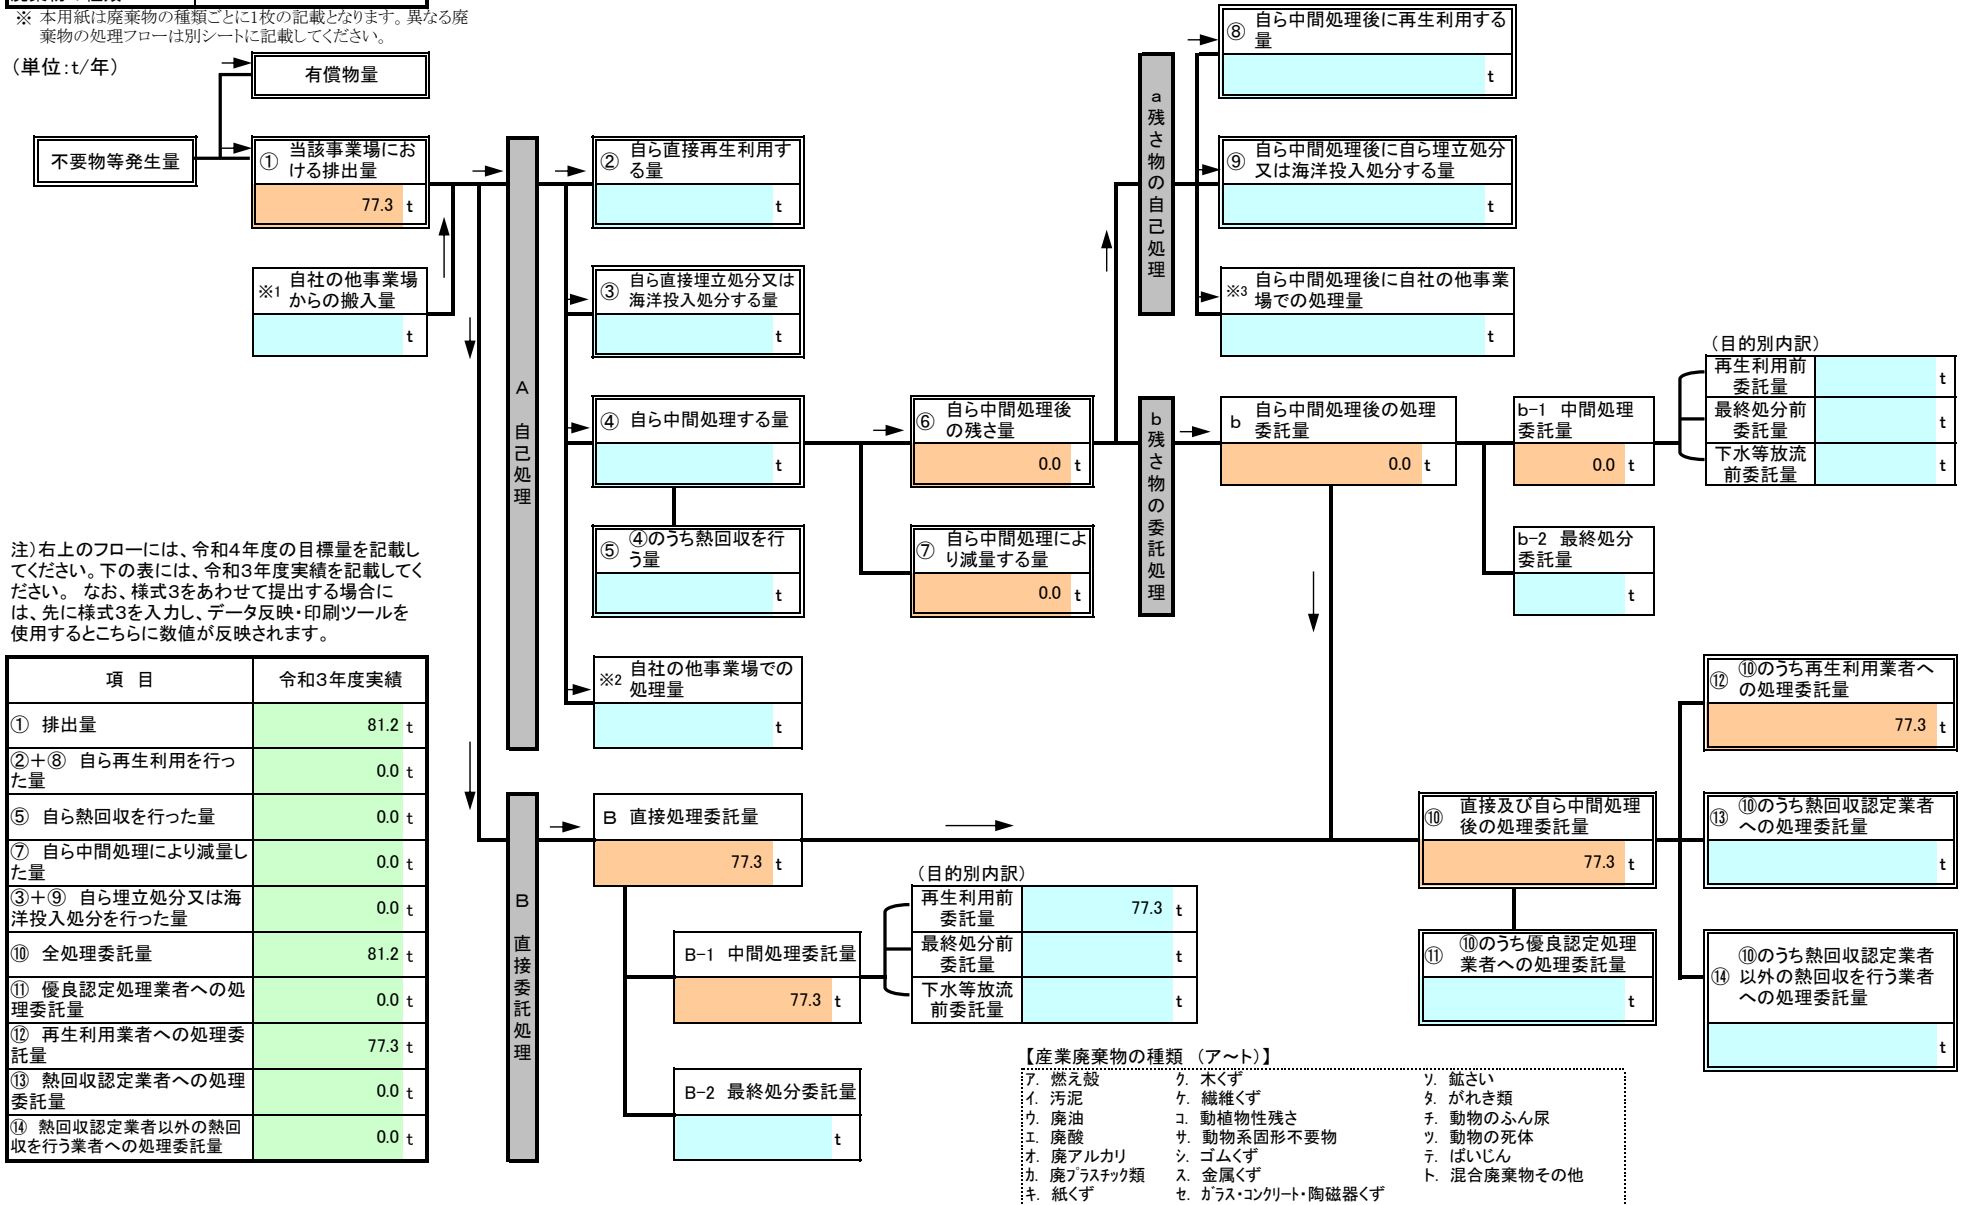 ※ 本用紙は廃棄物の種類ごとに1枚の記載となります。異なる廃
棄物の処理フローは別シートに記載してください。
（単位：t/年）
有償物量
不要物等発生量
① 当該事業場にお
ける排出量
77.3 t
※1 自社の他事業場
からの搬入量
t
A 自己処理
② 自ら直接再生利用す
る量
t
③ 自ら直接埋立処分又は
海洋投入処分する量
t
④ 自ら中間処理する量
t
⑤ ④のうち熱回収を行
う量
t
※2 自社の他事業場での
処理量
t
⑥ 自ら中間処理後
の残さ量
0.0 t
⑦ 自ら中間処理によ
り減量する量
0.0 t
a 残さ物の自己処理
⑧ 自ら中間処理後に再生利用する
量
t
⑨ 自ら中間処理後に自ら埋立処分
又は海洋投入処分する量
t
※3 自ら中間処理後に自社の他事業
場での処理量
t
b 残さ物の委託処理
b 自ら中間処理後の処理
委託量
0.0 t
b-1 中間処理
委託量
0.0 t
（目的別内訳）
再生利用前
委託量 t
最終処分前
委託量 t
下水等放流
前委託量 t
b-2 最終処分
委託量
t
注）右上のフローには、令和4年度の目標量を記載し
てください。下の表には、令和3年度実績を記載してく
ださい。 なお、様式3をあわせて提出する場合に
は、先に様式3を入力し、データ反映・印刷ツールを
使用するとこちらに数値が反映されます。
項 目 令和3年度実績
① 排出量 81.2 t
②＋⑧ 自ら再生利用を行っ
た量 0.0 t
⑤ 自ら熱回収を行った量 0.0 t
⑦ 自ら中間処理により減量し
た量 0.0 t
③＋⑨ 自ら埋立処分又は海
洋投入処分を行った量 0.0 t
⑩ 全処理委託量 81.2 t
⑪ 優良認定処理業者への処
理委託量 0.0 t
⑫ 再生利用業者への処理委
託量 77.3 t
⑬ 熱回収認定業者への処理
委託量 0.0 t
⑭ 熱回収認定業者以外の熱回
収を行う業者への処理委託量 0.0 t
B 直接委託処理
B 直接処理委託量
77.3 t
B-1 中間処理委託量
77.3 t
（目的別内訳）
再生利用前
委託量 77.3 t
最終処分前
委託量 t
下水等放流
前委託量 t
B-2 最終処分委託量
t
⑩ 直接及び自ら中間処理
後の処理委託量
77.3 t
⑪ ⑩のうち優良認定処理
業者への処理委託量
t
⑫ ⑩のうち再生利用業者へ
の処理委託量
77.3 t
⑬ ⑩のうち熱回収認定業者
への処理委託量
t
⑭ ⑩のうち熱回収認定業者
以外の熱回収を行う業者
への処理委託量
t
【産業廃棄物の種類 （ア～ト）】
ア. 燃え殻 ク. 木くず ソ. 鉱さい
イ. 汚泥 ケ. 繊維くず タ. がれき類
ウ. 廃油 コ. 動植物性残さ チ. 動物のふん尿
エ. 廃酸 サ. 動物系固形不要物 ツ. 動物の死体
オ. 廃アルカリ シ. ゴムくず テ. ばいじん
カ. 廃プラスチック類 ス. 金属くず ト. 混合廃棄物その他
キ. 紙くず セ. ガラス・コンクリート・陶磁器くず